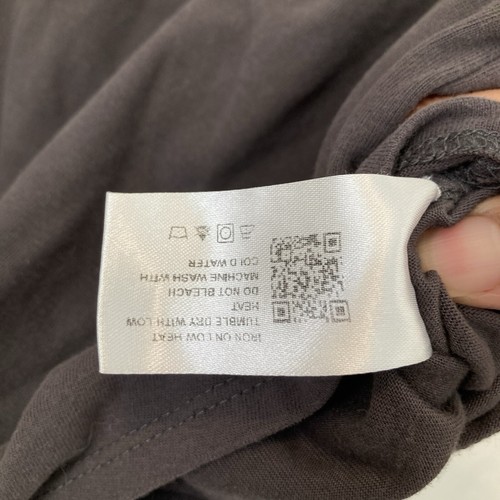 IRON ON LOW HEAT
TUMBLE DRY WITH LOW
HEAT
DO NOT BLEACH
MACHINE WASH WITH
COLD WATER